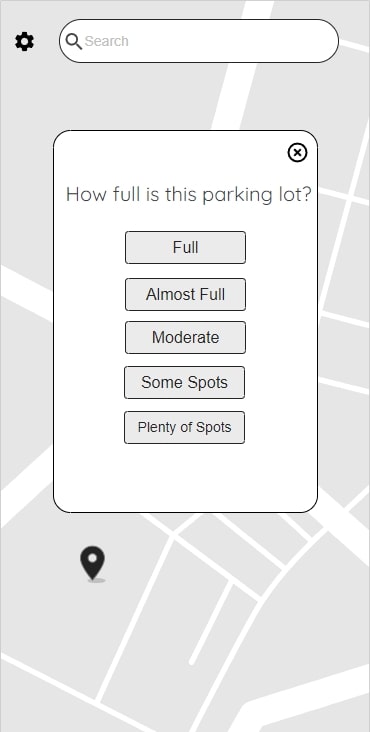 Search
How full is this parking lot?
Full
Almost Full
Moderate
Some Spots
Plenty of Spots